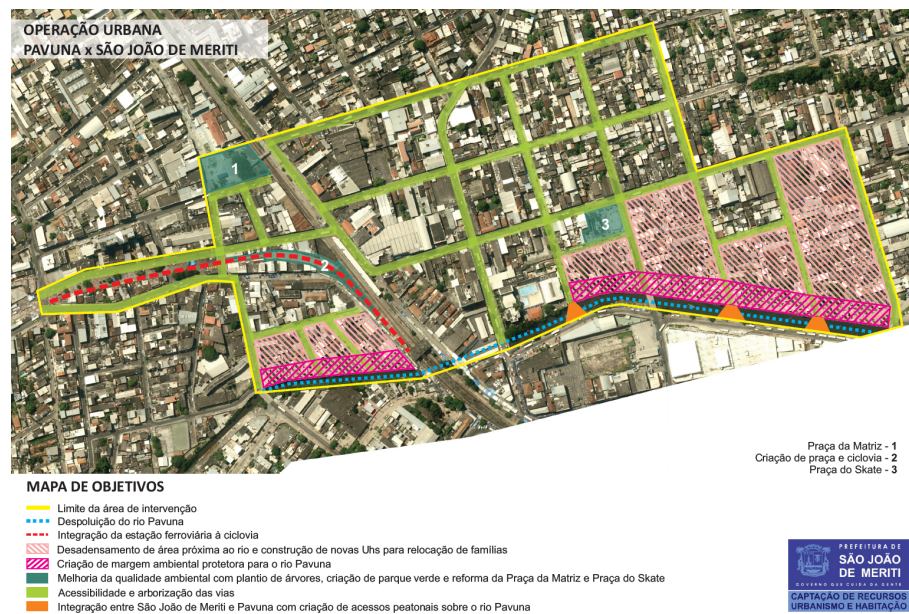 OPERAÇÃO URBANA
PAVUNA x SÃO JOÃO DE MERITI
1
2
3
Praça da Matriz - 1
Criação de praça e ciclovia - 2
Praça do Skate - 3
MAPA DE OBJETIVOS
Limite da área de intervenção
Despoluição do rio Pavuna
Integração da estação ferroviária à ciclovia
Desadensamento de área próxima ao rio e construção de novas Uhs para relocação de famílias
Criação de margem ambiental protetora para o rio Pavuna
Melhoria da qualidade ambiental com plantio de árvores, criação de parque verde e reforma da Praça da Matriz e Praça do Skate
Acessibilidade e arborização das vias
Integração entre São João de Meriti e Pavuna com criação de acessos peatonais sobre o rio Pavuna
PREFEITURA DE
SÃO JOÃO
DE MERITI
GOVERNO QUE CUIDA DA GENTE
CAPTAÇÃO DE RECURSOS
URBANISMO E HABITAÇÃO